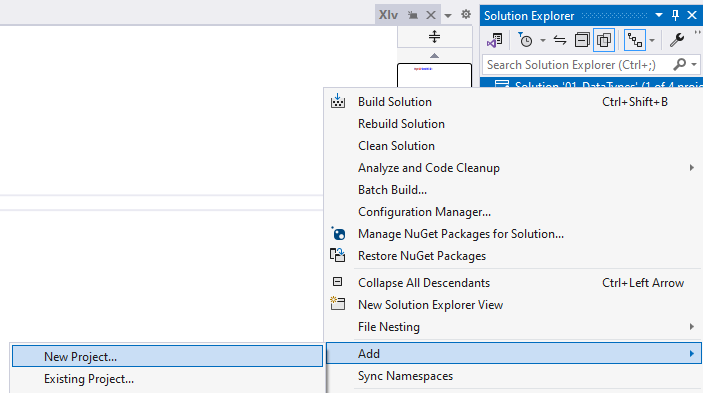 Xlv
Solution Explorer
Search Solution Explorer (Ctrl+;)
Solution '01_DataTypes' (1 of 4 proje
Build Solution Ctrl+Shift+B
Rebuild Solution
Clean Solution
Analyze and Code Cleanup
Batch Build...
Configuration Manager...
Manage NuGet Packages for Solution...
Restore NuGet Packages
Collapse All Descendants Ctrl+Left Arrow
New Solution Explorer View
File Nesting
New Project... Add
Existing Project... Sync Namespaces